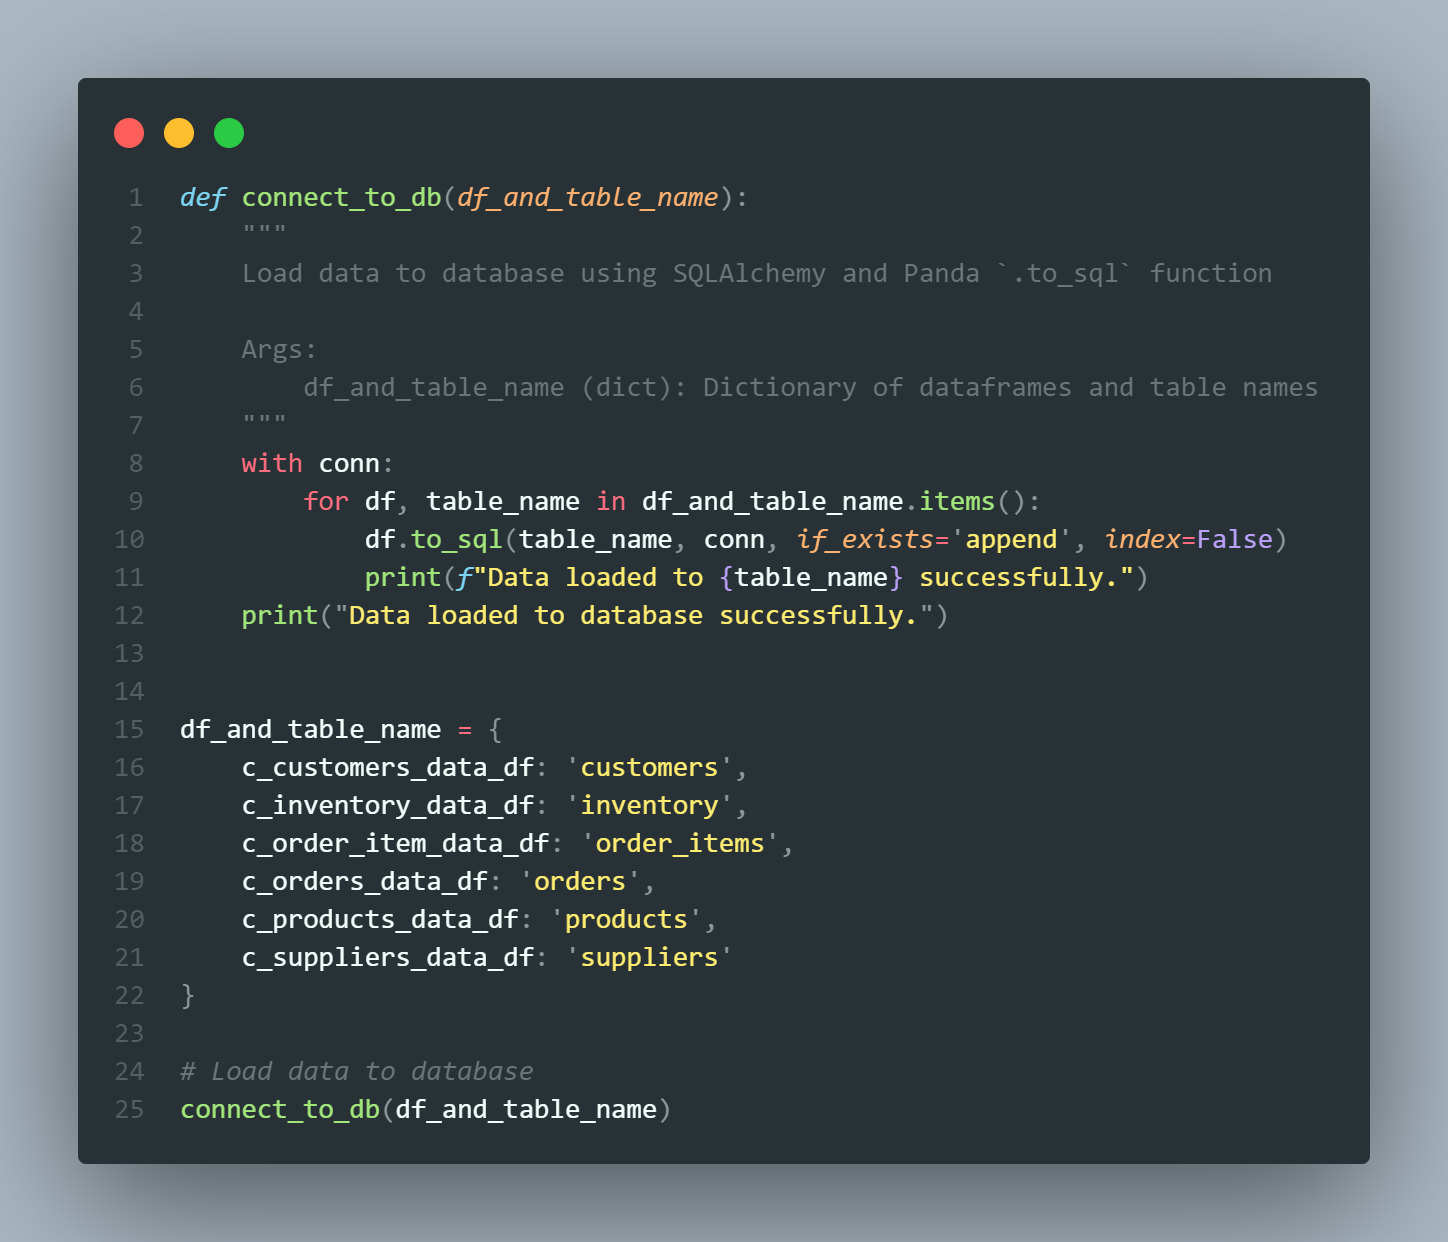 1 def connect_to_db(df_and_table_name):
2     """
3     Load data to database using SQLAlchemy and Panda `.to_sql` function
4
5     Args:
6         df_and_table_name (dict): Dictionary of dataframes and table names
7     """
8     with conn:
9         for df, table_name in df_and_table_name.items():
10             df.to_sql(table_name, conn, if_exists='append', index=False)
11             print(f"Data loaded to {table_name} successfully.")
12     print("Data loaded to database successfully.")
13
14
15 df_and_table_name = {
16     c_customers_data_df: 'customers',
17     c_inventory_data_df: 'inventory',
18     c_order_item_data_df: 'order_items',
19     c_orders_data_df: 'orders',
20     c_products_data_df: 'products',
21     c_suppliers_data_df: 'suppliers'
22 }
23
24 # Load data to database
25 connect_to_db(df_and_table_name)